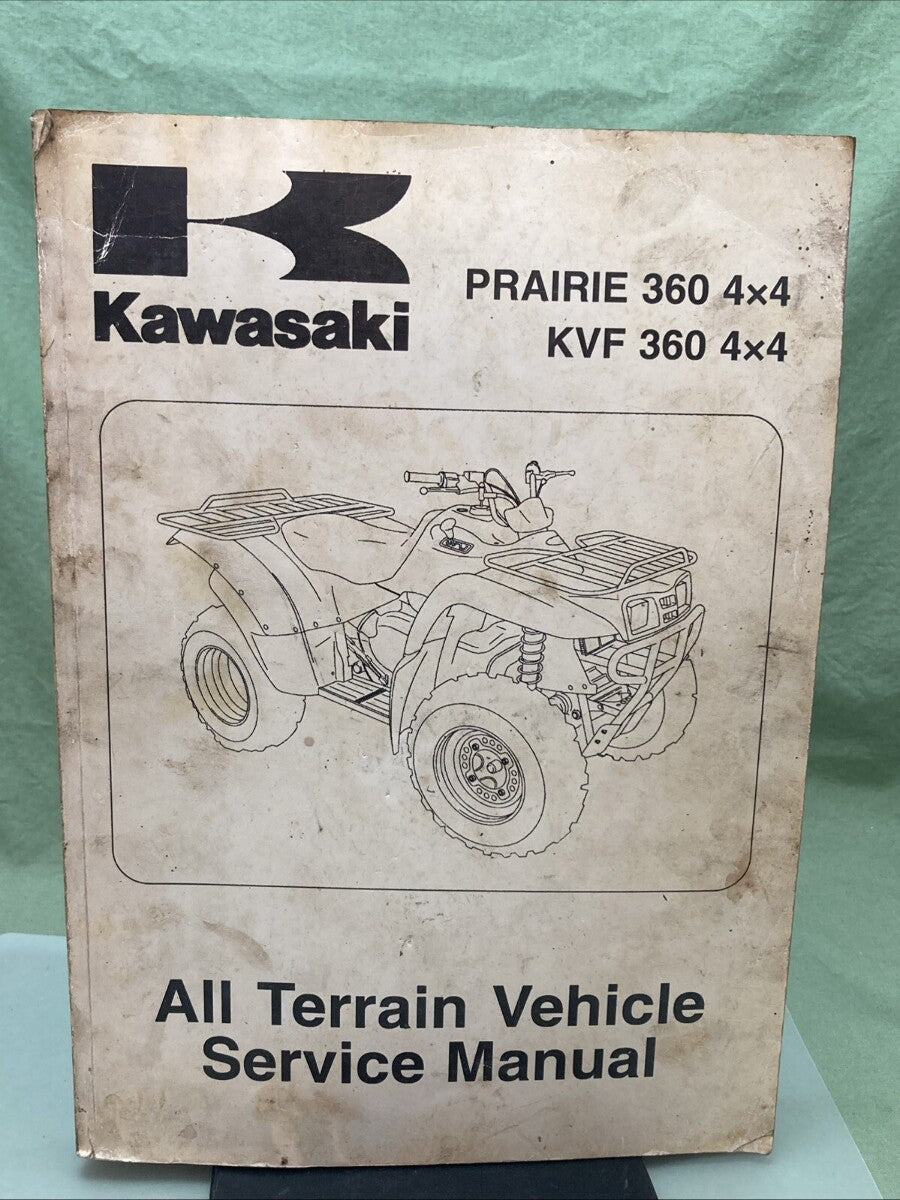 Kawasaki
PRAIRIE 360 4×4
KVF 360 4×4
All Terrain Vehicle
Service Manual